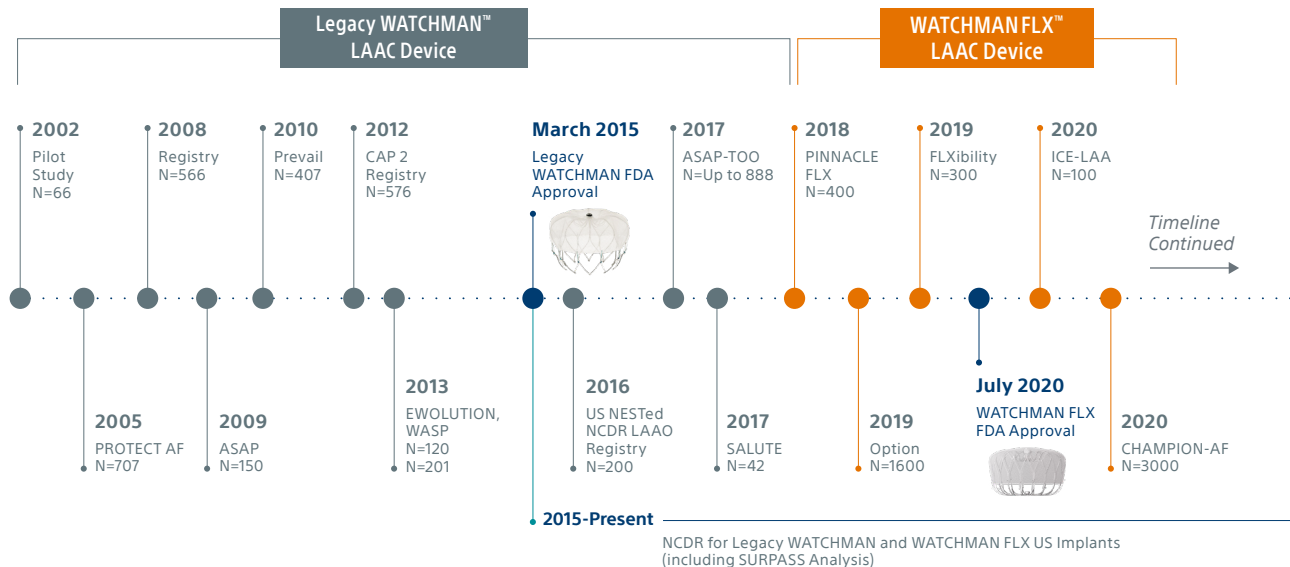 Legacy WATCHMAN™
LAAC Device
WATCHMAN FLX™
LAAC Device
2002
Pilot
Study
N=66
2008
Registry
N=566
2010
Prevail
N=407
2012
CAP 2
Registry
N=576
March 2015
Legacy
WATCHMAN FDA
Approval
2017
ASAP-TOO
N=Up to 888
2018
PINNACLE
FLX
N=400
2019
FLXibility
N=300
2020
ICE-LAA
N=100
Timeline
Continued
2005
PROTECT AF
N=707
2009
ASAP
N=150
2013
EWOLUTION,
WASP
N=120
N=201
2016
US NESTed
NCDR LAAO
Registry
N=200
2017
SALUTE
N=42
2019
Option
N=1600
July 2020
WATCHMAN FLX
FDA Approval
2020
CHAMPION-AF
N=3000
2015-Present
NCDR for Legacy WATCHMAN and WATCHMAN FLX US Implants
(including SURPASS Analysis)